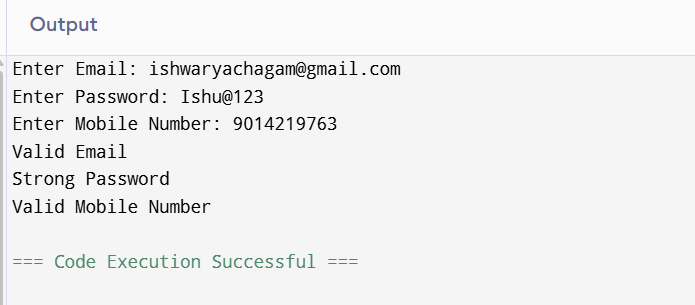 Output
Enter Email: ishwaryachagam@gmail.com
Enter Password: Ishu@123
Enter Mobile Number: 9014219763
Valid Email
Strong Password
Valid Mobile Number
=== Code Execution Successful ===